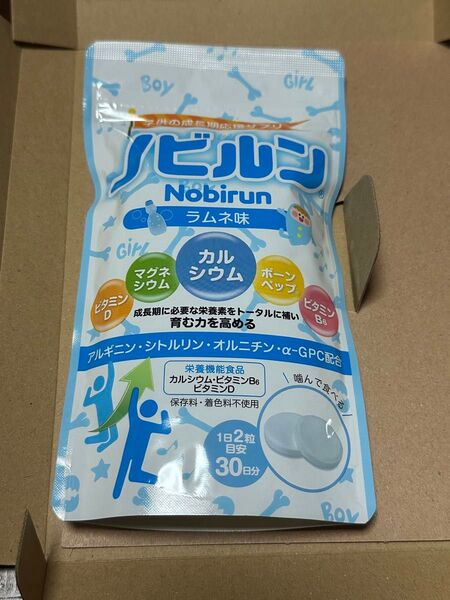 Boy
Girl
子供の成長期応援サプリ
ノビルン
Nobirun
ラムネ味
Girl
カル
シウム
マグネ
シウム
ボーン
ペップ
ビタミン
D
ビタミン
B6
成長期に必要な栄養素をトータルに補い
育む力を高める
アルギニン・シトルリン・オルニチン・α-GPC配合
栄養機能食品
カルシウム・ビタミンB6
ビタミンD
保存料・着色料不使用
噛んで食べる
1日2粒
目安
30日分
Girl
Boy